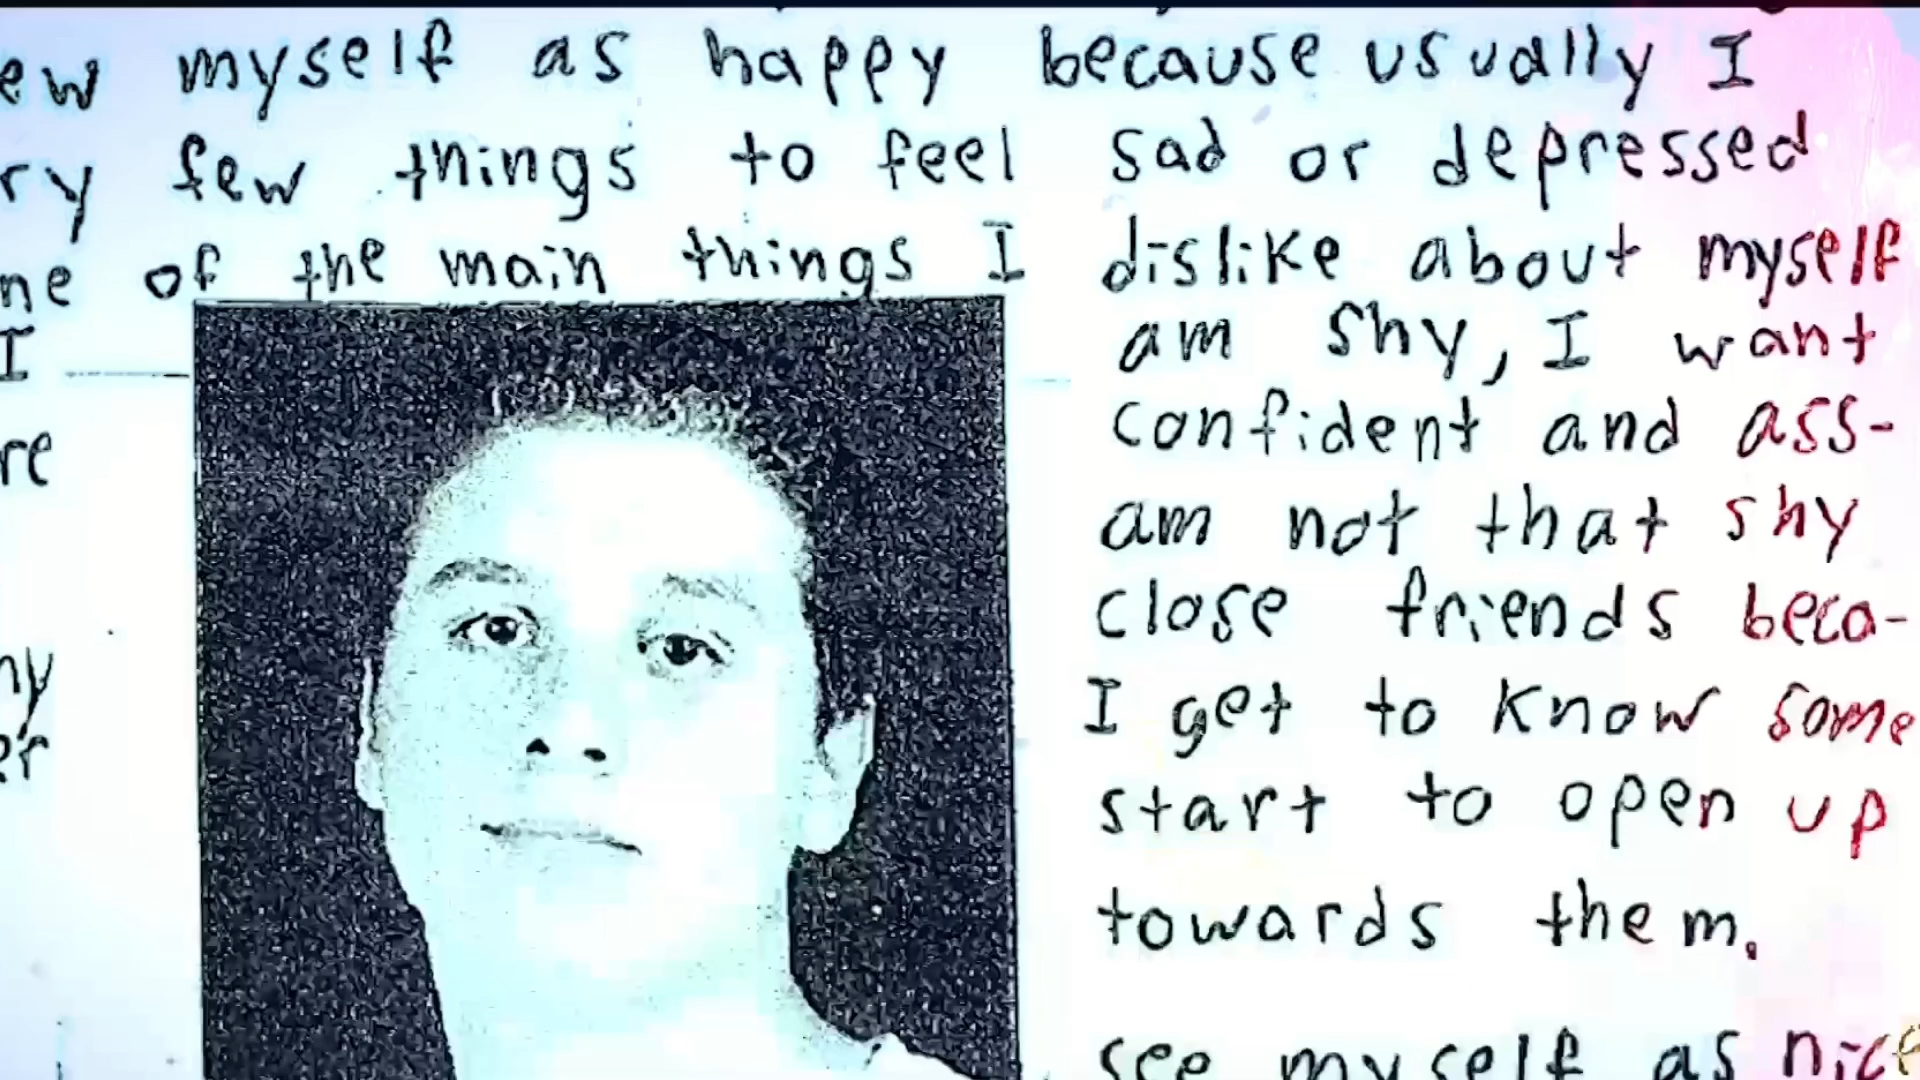 ew myself as happy because usually I
ry few things to feel sad or depressed
ne of the main things I dislike about myself
I am shy, I want
re confident and ass-
am not that shy
close friends beca-
ny I get to know some
er start to open up
towards them.
see myself as nice